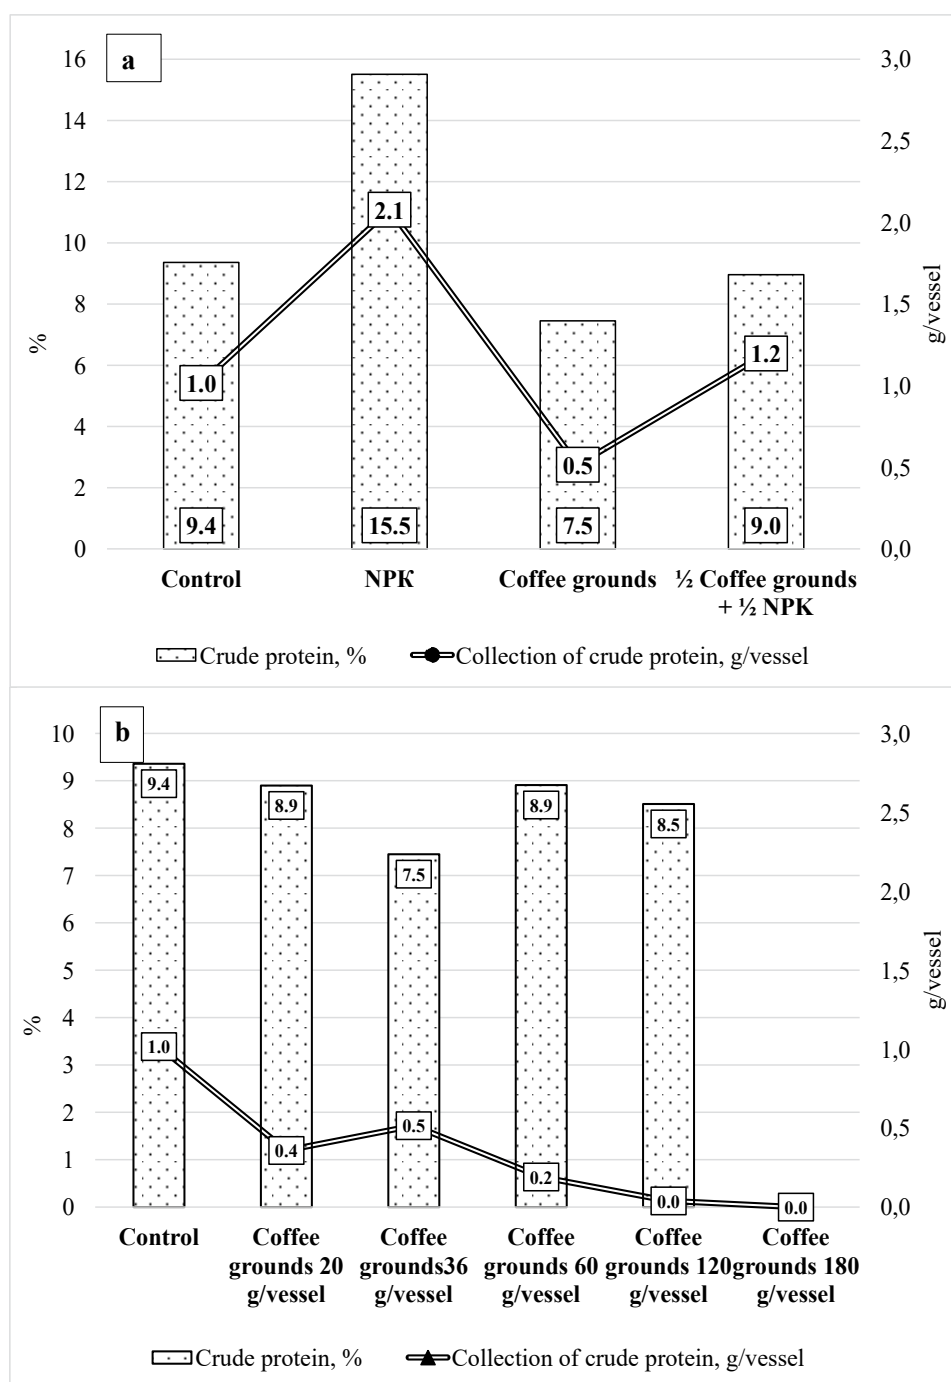 a
16
14
12
10
8
6
4
2
0
%
3,0
2,5
2,0
1,5
1,0
0,5
0,0
g/vessel
1.0
2.1
0.5
1.2
9.4
15.5
7.5
9.0
Control
NPK
Coffee grounds
½ Coffee grounds
+ ½ NPK
Crude protein, %
Collection of crude protein, g/vessel
b
10
9
8
7
6
5
4
3
2
1
0
%
3,0
2,5
2,0
1,5
1,0
0,5
0,0
g/vessel
9.4
8.9
7.5
8.9
8.5
1.0
0.4
0.5
0.2
0.0
0.0
Control
Coffee
grounds 20
g/vessel
Coffee
grounds36
g/vessel
Coffee
grounds 60
g/vessel
Coffee
grounds 120
g/vessel
Coffee
grounds 180
g/vessel
Crude protein, %
Collection of crude protein, g/vessel